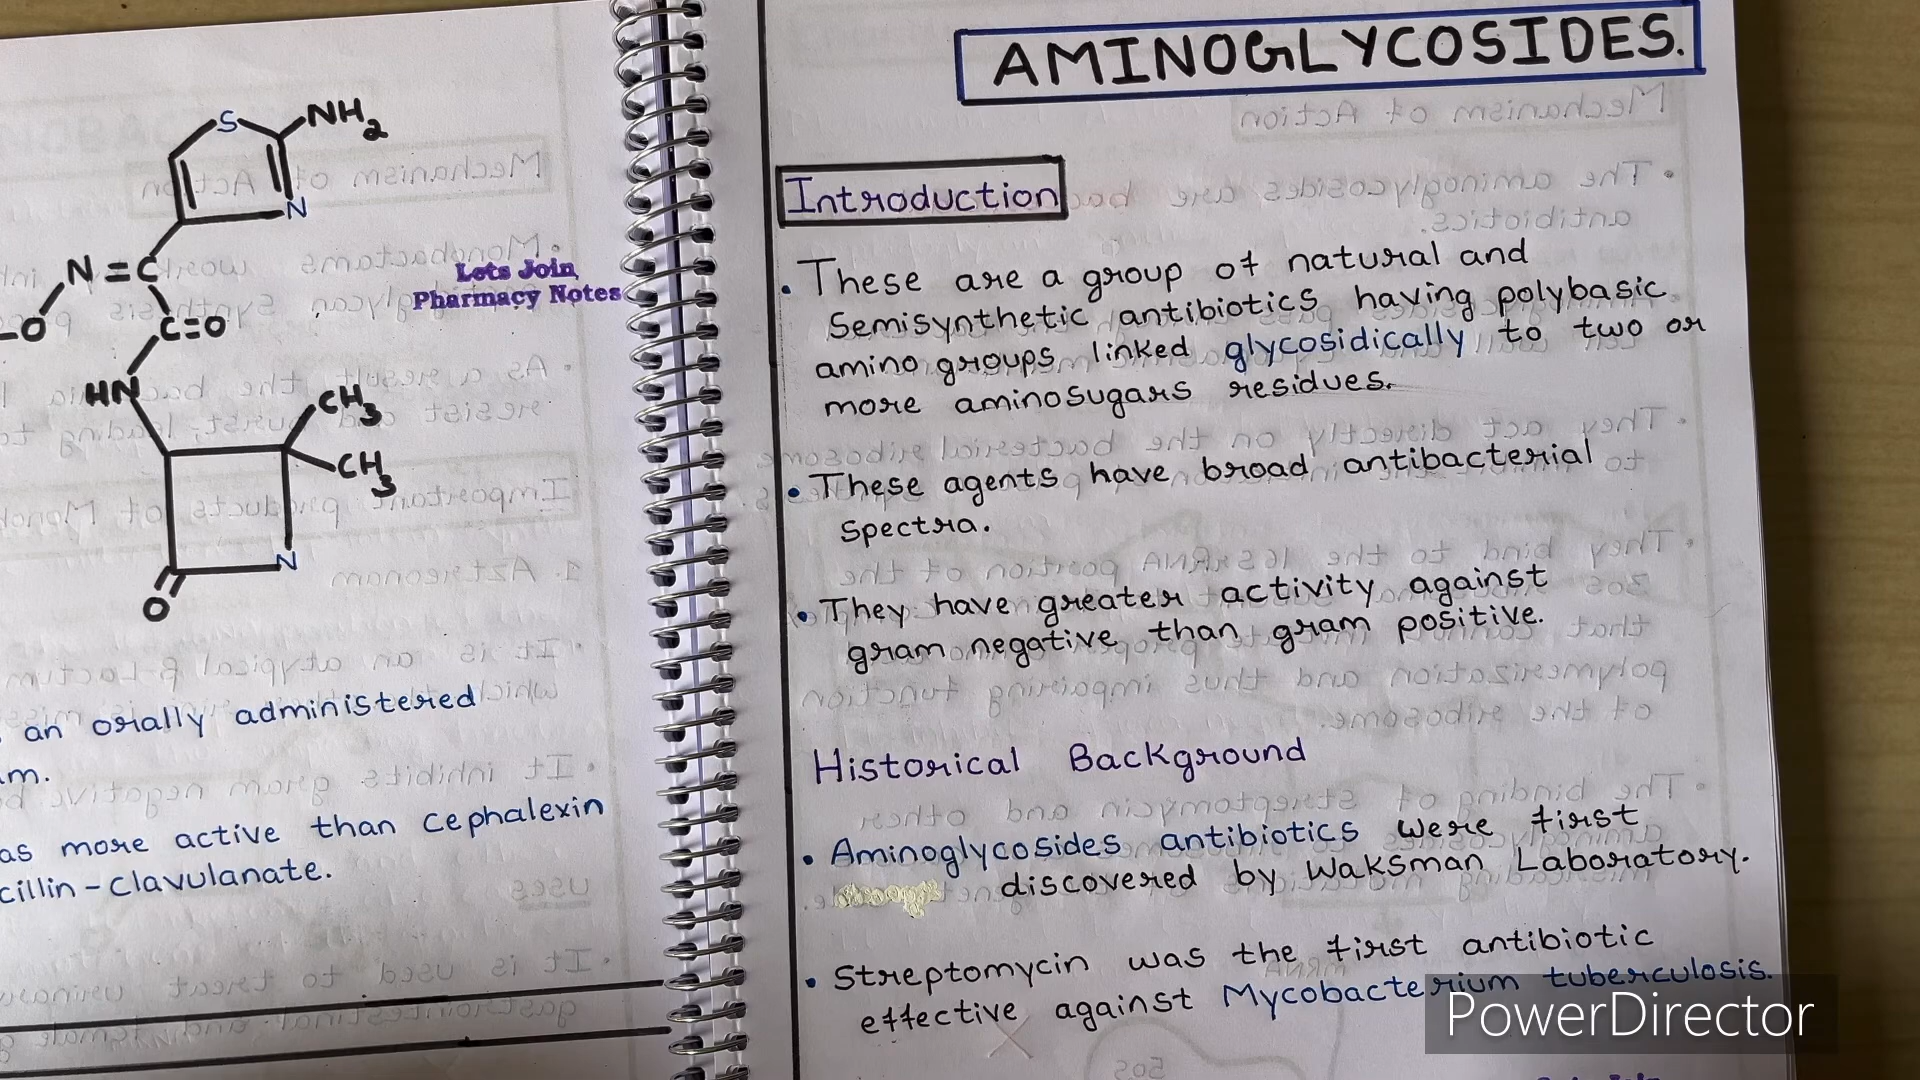 S
NH2
N
N=C
-O
C=O
HN
CH3
CH3
N
O
Lets Join
Pharmacy Notes
an orally administered
m.
as more active than cephalexin
cillin-clavulanate.
AMINOGLYCOSIDES.
Introduction
• These are a group of natural and
semisynthetic antibiotics having polybasic
amino groups linked glycosidically to two or
more aminosugars residues.
• These agents have broad antibacterial
spectra.
• They have greater activity against
gram negative than gram positive.
Historical Background
• Aminoglycosides antibiotics were first
discovered by Waksman Laboratory.
• Streptomycin was the first antibiotic
effective against Mycobacterium tuberculosis.
PowerDirector